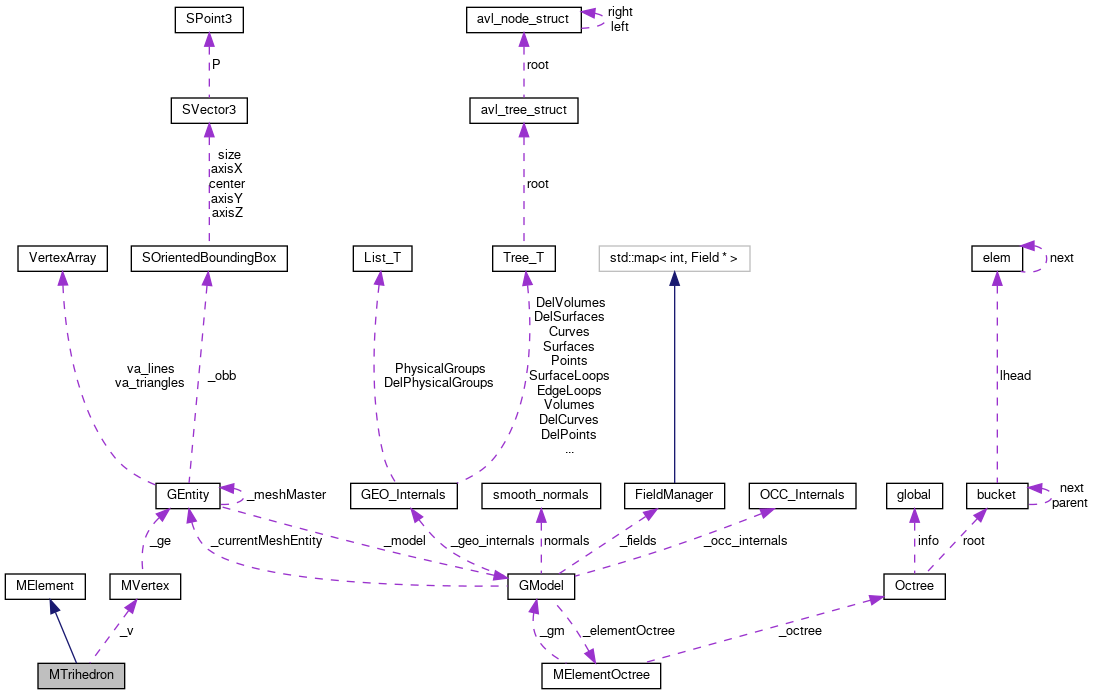 SPoint3
avl_node_struct
right
left
P
root
SVector3
avl_tree_struct
size
axisX
center
axisY
axisZ
root
VertexArray
SOrientedBoundingBox
List_T
Tree_T
std::map< int, Field * >
elem
next
va_lines
va_triangles
_obb
PhysicalGroups
DelPhysicalGroups
DelVolumes
DelSurfaces
Curves
Surfaces
Points
SurfaceLoops
EdgeLoops
Volumes
DelCurves
DelPoints
...
lhead
GEntity
_meshMaster
GEO_Internals
smooth_normals
FieldManager
OCC_Internals
global
bucket
next
parent
_ge
_currentMeshEntity
_model
_geo_internals
normals
_fields
_occ_internals
info
root
MElement
MVertex
GModel
Octree
_v
_gm
_elementOctree
_octree
MTrihedron
MElementOctree